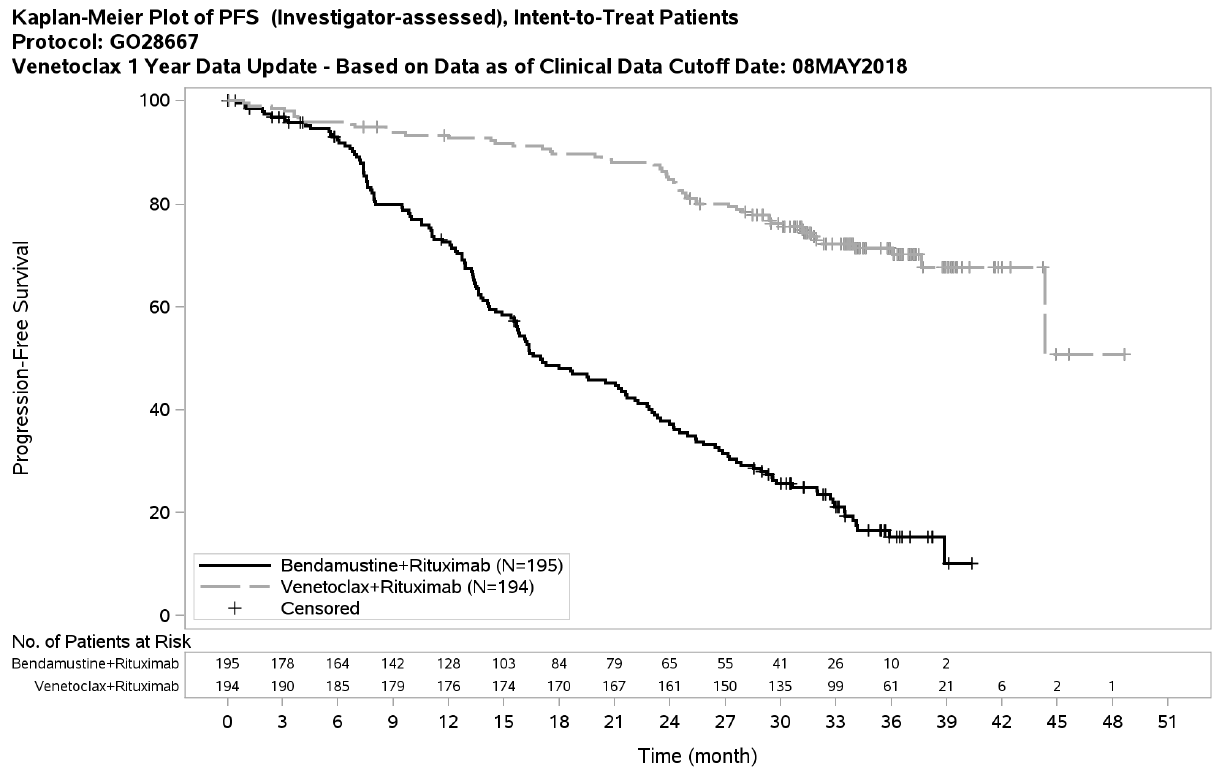 Kaplan-Meier Plot of PFS (Investigator-assessed), Intent-to-Treat Patients
Protocol: GO28667
Venetoclax 1 Year Data Update - Based on Data as of Clinical Data Cutoff Date: 08MAY2018
Progression-Free Survival
100
80
60
40
20
0
Bendamustine+Rituximab (N=195)
Venetoclax+Rituximab (N=194)
Censored
No. of Patients at Risk
Bendamustine+Rituximab 195 178 164 142 128 103 84 79 65 55 41 26 10 2
Venetoclax+Rituximab 194 190 185 179 176 174 170 167 161 150 135 99 61 21 6 2 1
0 3 6 9 12 15 18 21 24 27 30 33 36 39 42 45 48 51
Time (month)